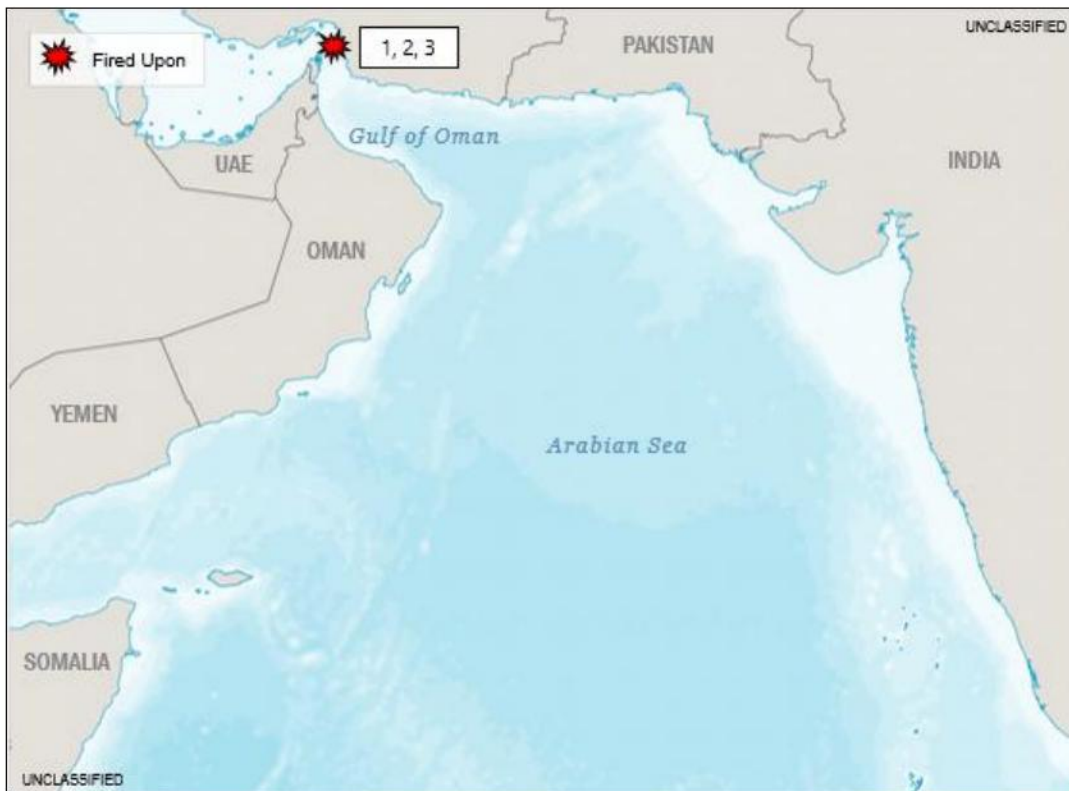 UNCLASSIFIED
Fired Upon
1, 2, 3
PAKISTAN
Gulf of Oman
UAE
INDIA
OMAN
YEMEN
Arabian Sea
SOMALIA
UNCLASSIFIED